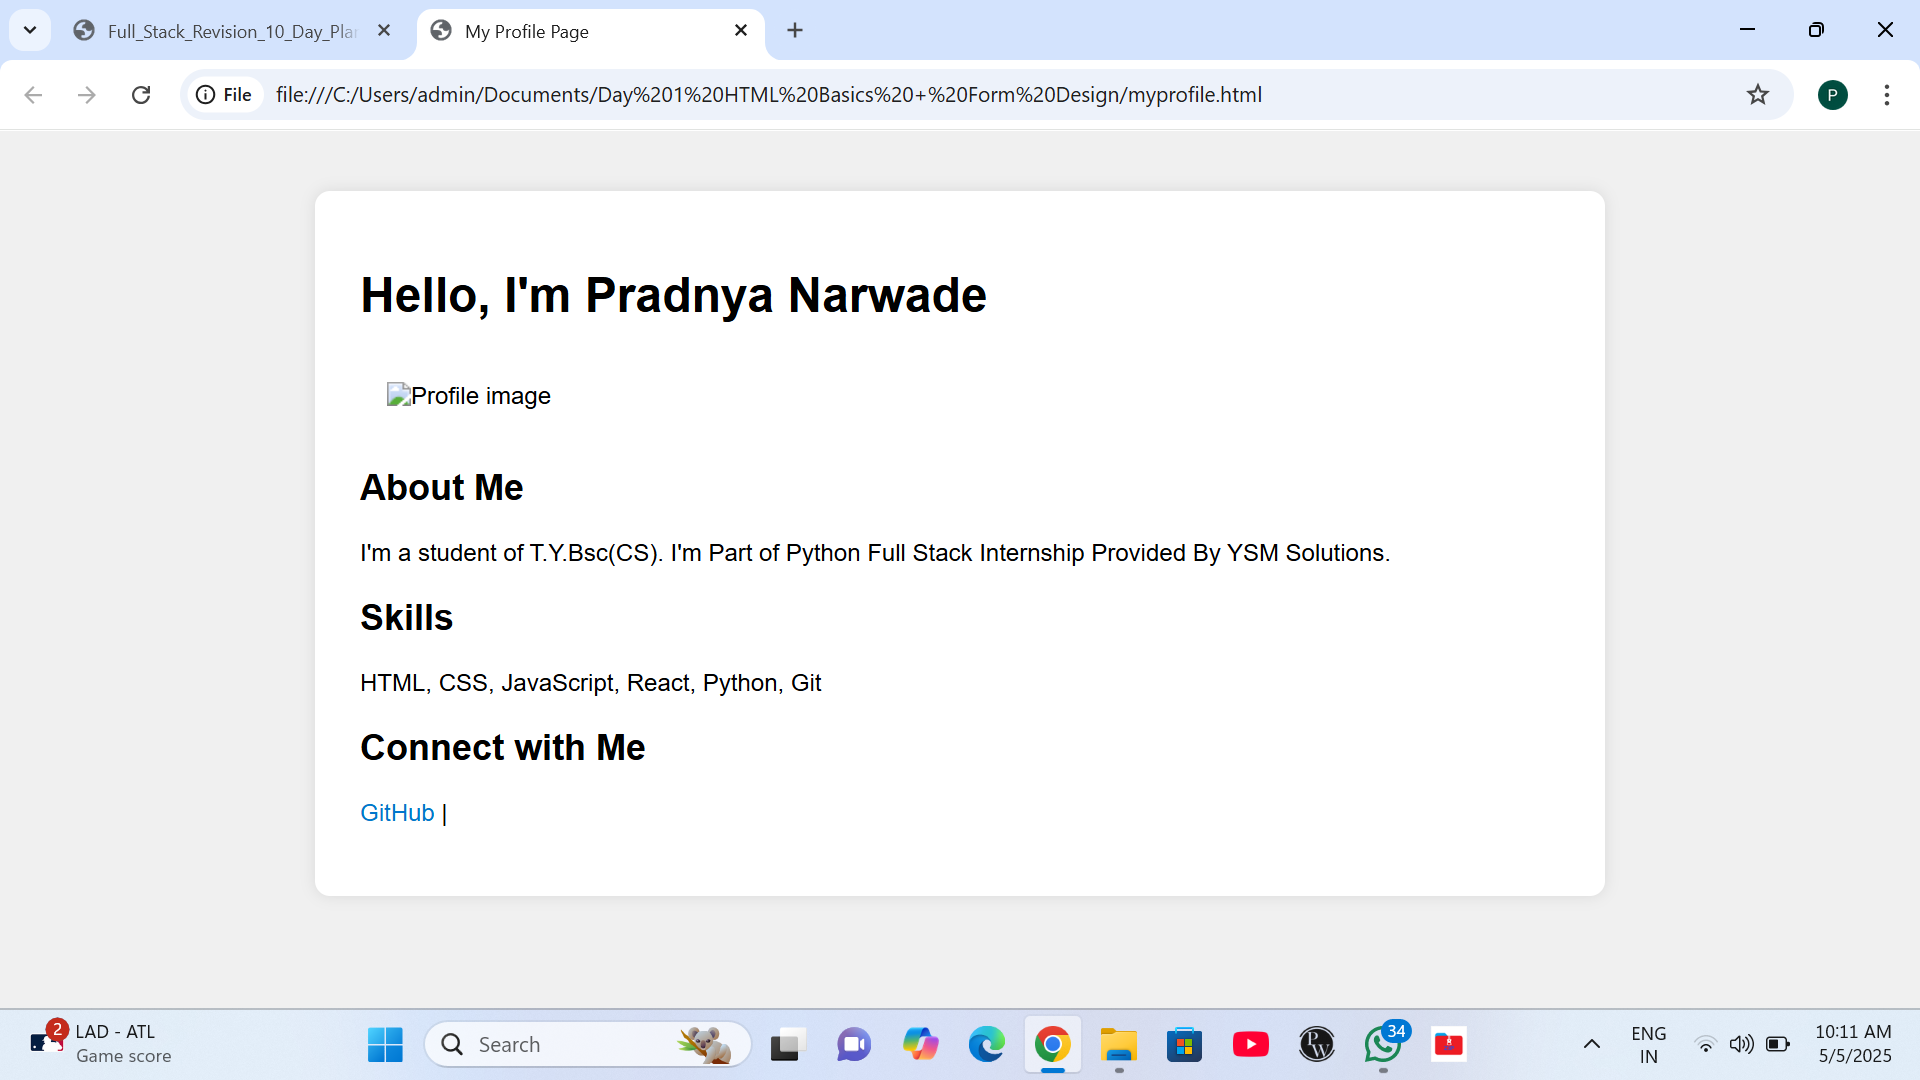 Full_Stack_Revision_10_Day_Pla
My Profile Page
File
file:///C:/Users/admin/Documents/Day%201%20HTML%20Basics%20+%20Form%20Design/myprofile.html
P
Hello, I'm Pradnya Narwade
Profile image
About Me
I'm a student of T.Y.Bsc(CS). I'm Part of Python Full Stack Internship Provided By YSM Solutions.
Skills
HTML, CSS, JavaScript, React, Python, Git
Connect with Me
GitHub |
2
LAD - ATL
Game score
Search
PW
34
ENG
IN
10:11 AM
5/5/2025